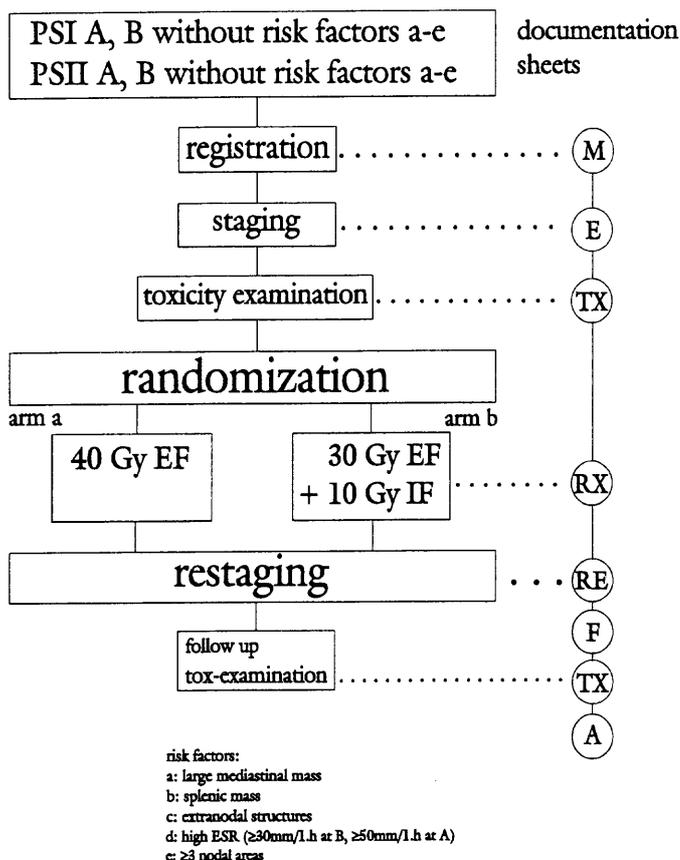 PSI A, B without risk factors a-e
PSII A, B without risk factors a-e
documentation
sheets
registration
M
staging
E
toxicity examination
TX
randomization
arm a
arm b
40 Gy EF
30 Gy EF
+ 10 Gy IF
RX
restaging
RE
F
follow up
tox-examination
TX
A
risk factors:
a: large mediastinal mass
b: splenic mass
c: extranodal structures
d: high ESR (≥30mm/1.h at B, ≥50mm/1.h at A)
e: ≥3 nodal areas